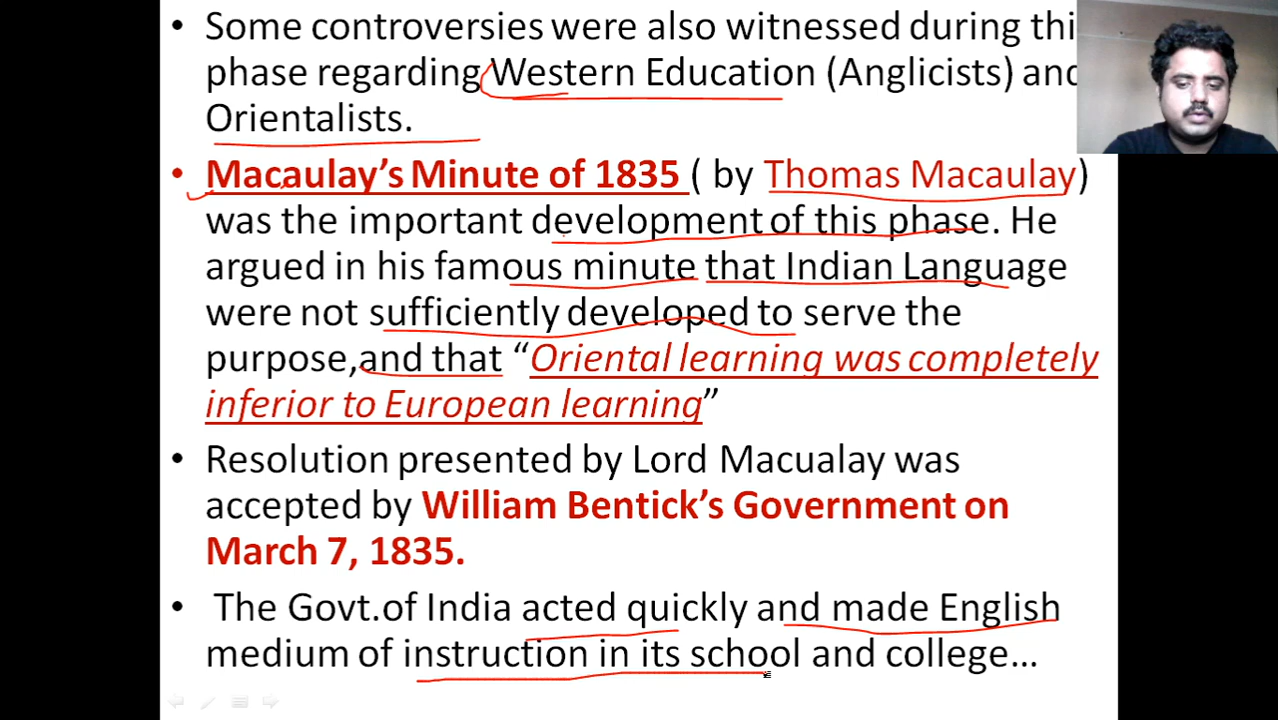 • Some controversies were also witnessed during thi
phase regarding Western Education (Anglicists) and
Orientalists.
• Macaulay's Minute of 1835 ( by Thomas Macaulay)
was the important development of this phase. He
argued in his famous minute that Indian Language
were not sufficiently developed to serve the
purpose,and that “Oriental learning was completely
inferior to European learning”
• Resolution presented by Lord Macualay was
accepted by William Bentick's Government on
March 7, 1835.
• The Govt.of India acted quickly and made English
medium of instruction in its school and college...